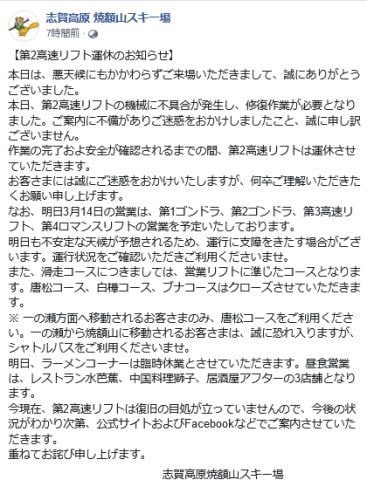 志賀高原 焼額山スキー場
7時間前
【第2高速リフト運休のお知らせ】
本日は、悪天候にもかかわらずご来場いただきまして、誠にありがとう
ございました。
本日、第2高速リフトの機械に不具合が発生し、修復作業が必要となり
ました。ご案内に不備がありご迷惑をおかけしましたこと、誠に申し訳
ございません。
作業の完了および安全が確認されるまでの間、第2高速リフトは運休させ
ていただきます。
お客さまには誠にご迷惑をおかけいたしますが、何卒ご理解いただきた
くお願い申し上げます。
なお、明日3月14日の営業は、第1ゴンドラ、第2ゴンドラ、第3高速リ
フト、第4ロマンスリフトの営業を予定いたしております。
明日も不安定な天候が予想されるため、運行に支障をきたす場合がござ
います。運行状況をご確認いただきご利用くださいませ。
また、滑走コースにつきましては、営業リフトに準じたコースとなりま
す。唐松コース、白樺コース、ブナコースはクローズさせていただきま
す。
※ 一の瀬方面へ移動されるお客さまのみ、唐松コースをご利用くださ
い。一の瀬から焼額山に移動されるお客さまは、誠に恐れ入りますが、
シャトルバスをご利用くださいませ。
明日、ラーメンコーナーは臨時休業とさせていただきます。昼食営業
は、レストラン水芭蕉、中国料理獅子、居酒屋アフターの3店舗となり
ます。
今現在、第2高速リフトは復旧の目処が立っていませんので、今後の状
況がわかり次第、公式サイトおよびFacebookなどでご案内させていた
だきます。
重ねてお詫び申し上げます。
志賀高原焼額山スキー場